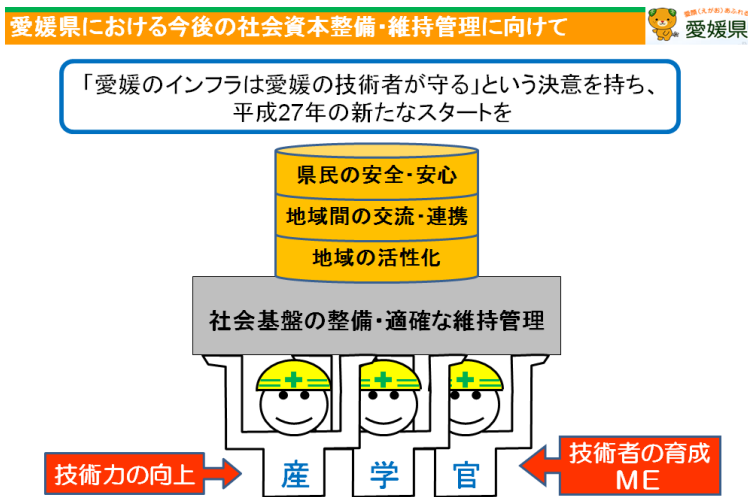 愛媛県における今後の社会資本整備・維持管理に向けて
愛顔(えがお)あふれる
愛媛県
「愛媛のインフラは愛媛の技術者が守る」という決意を持ち、
平成27年の新たなスタートを
県民の安全・安心
地域間の交流・連携
地域の活性化
社会基盤の整備・適確な維持管理
技術力の向上
産
学
官
技術者の育成
ME